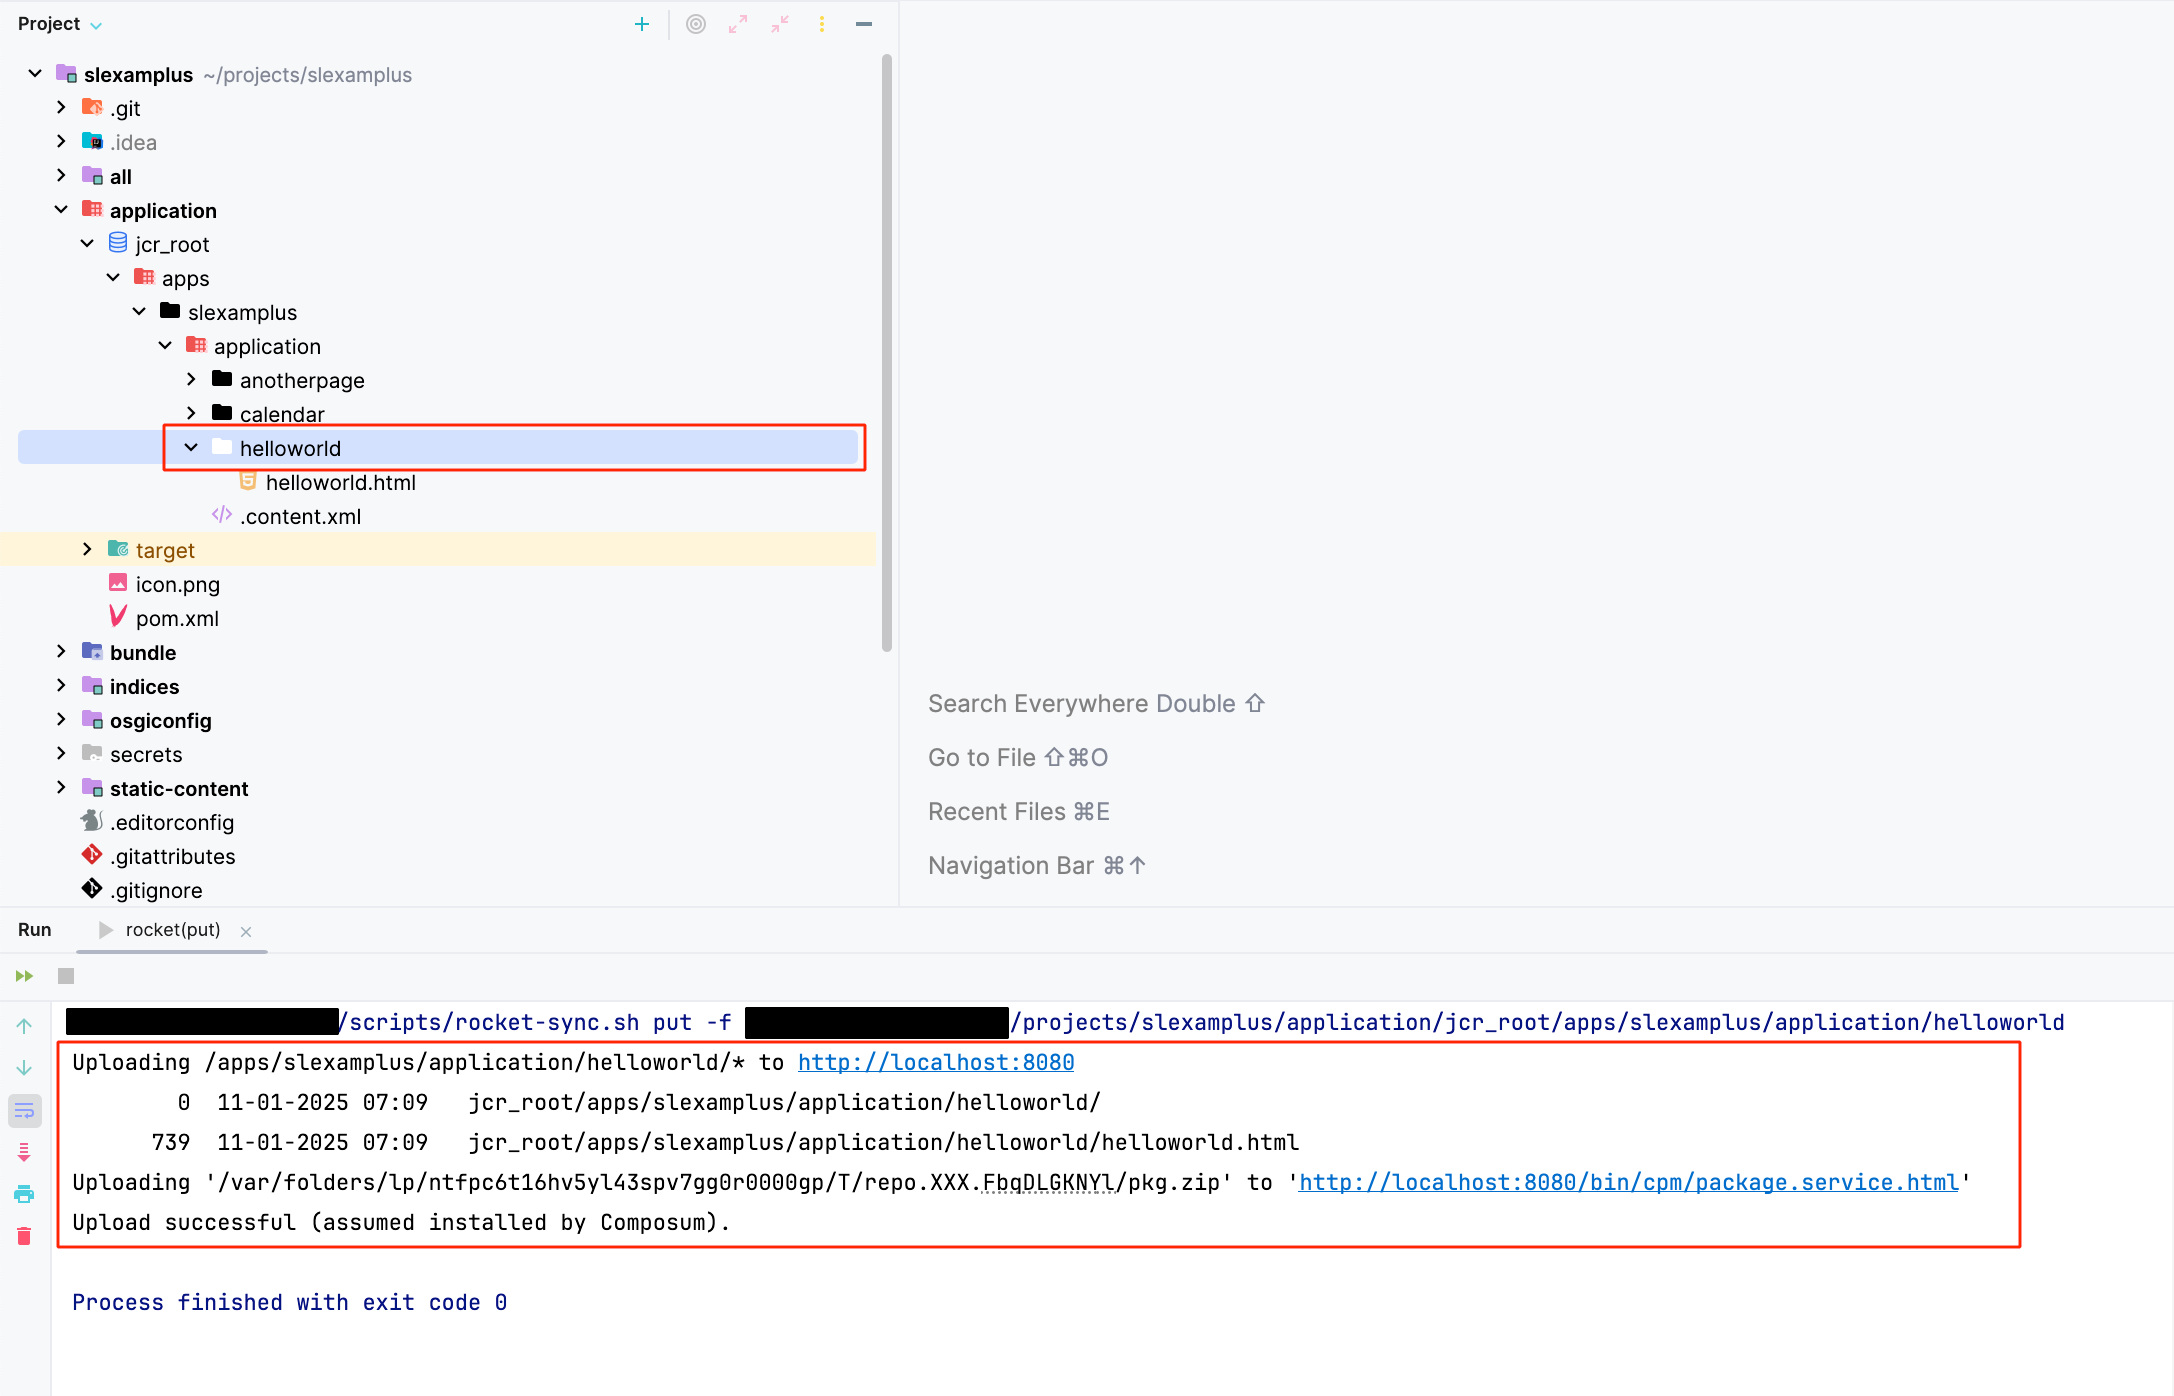 Project
slexamplus ~/projects/slexamplus
.git
.idea
all
application
jcr_root
apps
slexamplus
application
anotherpage
calendar
helloworld
helloworld.html
.content.xml
target
icon.png
pom.xml
bundle
indices
osgiconfig
secrets
static-content
.editorconfig
.gitattributes
.gitignore
Search Everywhere Double ⇧
Go to File ⇧⌘O
Recent Files ⌘E
Navigation Bar ⌘↑
Run rocket(put)
/scripts/rocket-sync.sh put -f /projects/slexamplus/application/jcr_root/apps/slexamplus/application/helloworld
Uploading /apps/slexamplus/application/helloworld/* to http://localhost:8080
0 11-01-2025 07:09 jcr_root/apps/slexamplus/application/helloworld/
739 11-01-2025 07:09 jcr_root/apps/slexamplus/application/helloworld/helloworld.html
Uploading '/var/folders/lp/ntfpc6t16hv5yl43spv7gg0r0000gp/T/repo.XXX.FbqDLGKNYl/pkg.zip' to 'http://localhost:8080/bin/cpm/package.service.html'
Upload successful (assumed installed by Composum).
Process finished with exit code 0